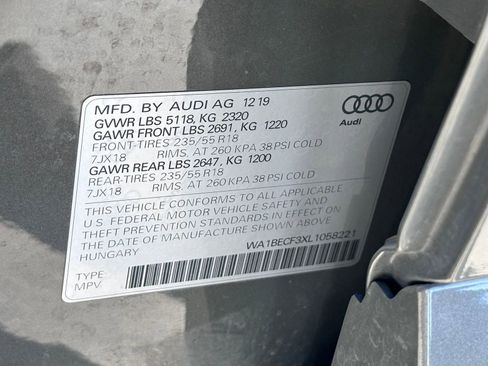 MFD. BY AUDI AG 12 19
GVWR LBS 5118, KG 2320
GAWR FRONT LBS 2691, KG 1220
FRONT-TIRES 235/55 R18
7JX18 RIMS. AT 260 KPA 38 PSI COLD
GAWR REAR LBS 2647, KG 1200
REAR-TIRES 235/55 R18
7JX18 RIMS. AT 260 KPA 38 PSI COLD
THIS VEHICLE CONFORMS TO ALL APPLICABLE
U.S. FEDERAL MOTOR VEHICLE SAFETY AND
THEFT PREVENTION STANDARDS IN EFFECT ON
THE DATE OF MANUFACTURE SHOWN ABOVE
HUNGARY
WA1BECF3XL1058221
TYPE:
MPV
Audi